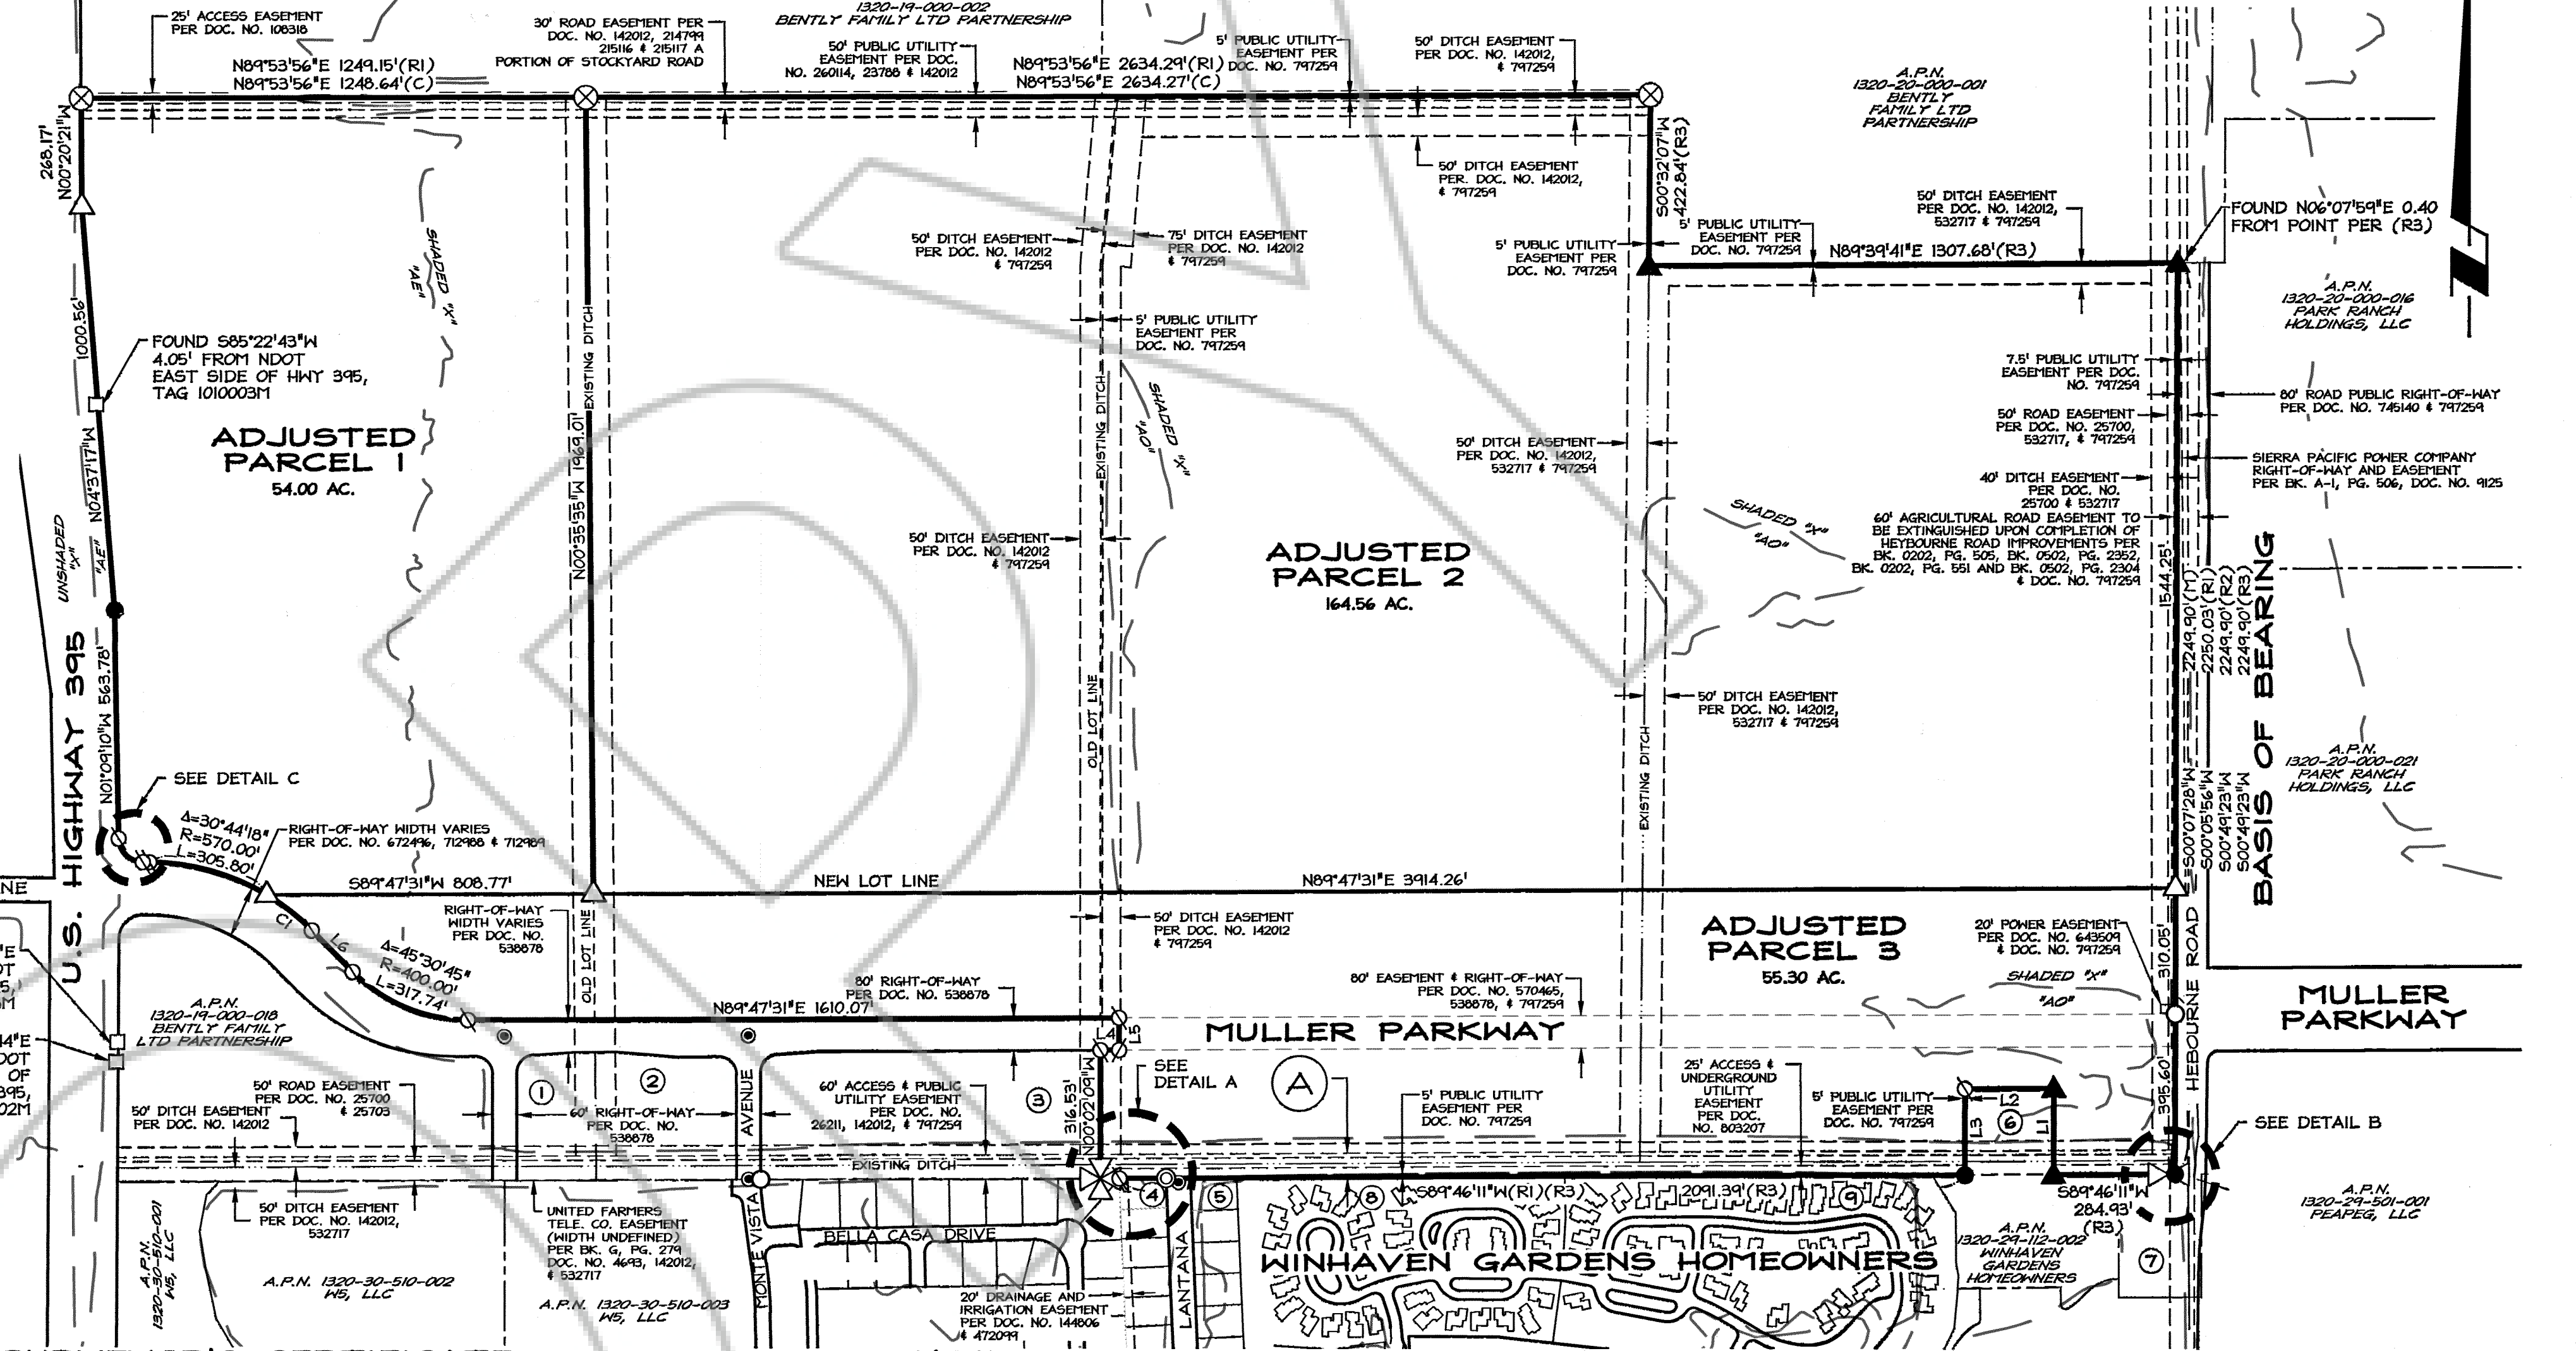 25' ACCESS EASEMENT
PER DOC. NO. 108318
30' ROAD EASEMENT PER
DOC. NO. 142012, 214799
215116 & 215117 A
PORTION OF STOCKYARD ROAD
1320-19-000-002
BENTLY FAMILY LTD PARTNERSHIP
50' PUBLIC UTILITY
EASEMENT PER DOC.
NO. 260114, 23788 & 142012
5' PUBLIC UTILITY
EASEMENT PER
DOC. NO. 797259
50' DITCH EASEMENT
PER DOC. NO. 142012,
& 797259
N89°53'56"E 1249.15'(R1)
N89°53'56"E 1248.64'(C)
N89°53'56"E 2634.29'(R1)
N89°53'56"E 2634.27'(C)
A.P.N.
1320-20-000-001
BENTLY
FAMILY LTD
PARTNERSHIP
268.17'
N00°20'21"W
S00°32'07"W
422.84'(R3)
50' DITCH EASEMENT
PER. DOC. NO. 142012,
& 797259
50' DITCH EASEMENT
PER DOC. NO. 142012,
532717 & 797259
FOUND N06°07'59"E 0.40
FROM POINT PER (R3)
50' DITCH EASEMENT
PER DOC. NO. 142012
& 797259
75' DITCH EASEMENT
PER DOC. NO. 142012
& 797259
5' PUBLIC UTILITY
EASEMENT PER
DOC. NO. 797259
5' PUBLIC UTILITY
EASEMENT PER
DOC. NO. 797259
N89°39'41"E 1307.68'(R3)
SHADED "X"
"AE"
1000.56'
N04°37'17"W
FOUND S85°22'43"W
4.05' FROM NDOT
EAST SIDE OF HWY 395,
TAG 1010003M
5' PUBLIC UTILITY
EASEMENT PER
DOC. NO. 797259
A.P.N.
1320-20-000-016
PARK RANCH
HOLDINGS, LLC
ADJUSTED
PARCEL 1
54.00 AC.
EXISTING DITCH
N00°35'35"W 1969.01'
EXISTING DITCH
SHADED "X"
"AO"
7.5' PUBLIC UTILITY
EASEMENT PER DOC.
NO. 797259
80' ROAD PUBLIC RIGHT-OF-WAY
PER DOC. NO. 745140 & 797259
50' ROAD EASEMENT
PER DOC. NO. 25700,
532717, & 797259
50' DITCH EASEMENT
PER DOC. NO. 142012,
532717 & 797259
SIERRA PACIFIC POWER COMPANY
RIGHT-OF-WAY AND EASEMENT
PER BK. A-1, PG. 506, DOC. NO. 9125
40' DITCH EASEMENT
PER DOC. NO.
25700 & 532717
UNSHADED
"X"
"AE"
50' DITCH EASEMENT
PER DOC. NO. 142012
& 797259
ADJUSTED
PARCEL 2
164.56 AC.
SHADED "X"
"AO"
60' AGRICULTURAL ROAD EASEMENT TO
BE EXTINGUISHED UPON COMPLETION OF
HEYBOURNE ROAD IMPROVEMENTS PER
BK. 0202, PG. 505, BK. 0502, PG. 2352,
BK. 0202, PG. 551 AND BK. 0502, PG. 2304
& DOC. NO. 797259
1544.25'
S00°07'28"W 2249.90'(M)
S00°05'56"W 2250.03'(R1)
S00°49'23"W 2249.90'(R2)
S00°49'23"W 2249.90'(R3)
BASIS OF BEARING
U.S. HIGHWAY 395
N01°09'10"W 563.78'
OLD LOT LINE
50' DITCH EASEMENT
PER DOC. NO. 142012,
532717 & 797259
EXISTING DITCH
A.P.N.
1320-20-000-021
PARK RANCH
HOLDINGS, LLC
SEE DETAIL C
Δ=30°44'18"
R=570.00'
L=305.80'
RIGHT-OF-WAY WIDTH VARIES
PER DOC. NO. 672496, 712988 & 712989
S89°47'31"W 808.77'
NEW LOT LINE
N89°47'31"E 3914.26'
NE
C1
L6
Δ=45°30'45"
R=400.00'
L=317.74'
RIGHT-OF-WAY
WIDTH VARIES
PER DOC. NO.
538878
OLD LOT LINE
50' DITCH EASEMENT
PER DOC. NO. 142012
& 797259
ADJUSTED
PARCEL 3
55.30 AC.
20' POWER EASEMENT
PER DOC. NO. 643509
& DOC. NO. 797259
310.05'
SHADED "X"
"AO"
HEBOURNE ROAD
MULLER
PARKWAY
80' RIGHT-OF-WAY
PER DOC. NO. 538878
N89°47'31"E 1610.07'
80' EASEMENT & RIGHT-OF-WAY
PER DOC. NO. 570465,
538878, & 797259
MULLER PARKWAY
L4
L5
A.P.N.
1320-19-000-018
BENTLY FAMILY
LTD PARTNERSHIP
50' ROAD EASEMENT
PER DOC. NO. 25700
& 25703
50' DITCH EASEMENT
PER DOC. NO. 142012
1
2
60' RIGHT-OF-WAY
PER DOC. NO.
538878
AVENUE
60' ACCESS & PUBLIC
UTILITY EASEMENT
PER DOC. NO.
26211, 142012, & 797259
3
316.53'
N00°02'09"W
SEE
DETAIL A
A
5' PUBLIC UTILITY
EASEMENT PER
DOC. NO. 797259
25' ACCESS &
UNDERGROUND
UTILITY
EASEMENT
PER DOC.
NO. 803207
5' PUBLIC UTILITY
EASEMENT PER
DOC. NO. 797259
L2
6
L3
L1
395.60'
SEE DETAIL B
EXISTING DITCH
50' DITCH EASEMENT
PER DOC. NO. 142012,
532717
A.P.N.
1320-30-510-001
W5, LLC
UNITED FARMERS
TELE. CO. EASEMENT
(WIDTH UNDEFINED)
PER BK. G, PG. 279
DOC. NO. 4693, 142012,
& 532717
4
5
8
S89°46'11"W(R1)(R3)
2091.39'(R3)
9
S89°46'11"W
284.93'
(R3)
A.P.N.
1320-29-501-001
PEAPEG, LLC
MONTE VISTA
BELLA CASA DRIVE
LANTANA
WINHAVEN GARDENS HOMEOWNERS
A.P.N.
1320-29-112-002
WINHAVEN
GARDENS
HOMEOWNERS
7
A.P.N. 1320-30-510-002
W5, LLC
A.P.N. 1320-30-510-003
W5, LLC
20' DRAINAGE AND
IRRIGATION EASEMENT
PER DOC. NO. 144806
& 472099